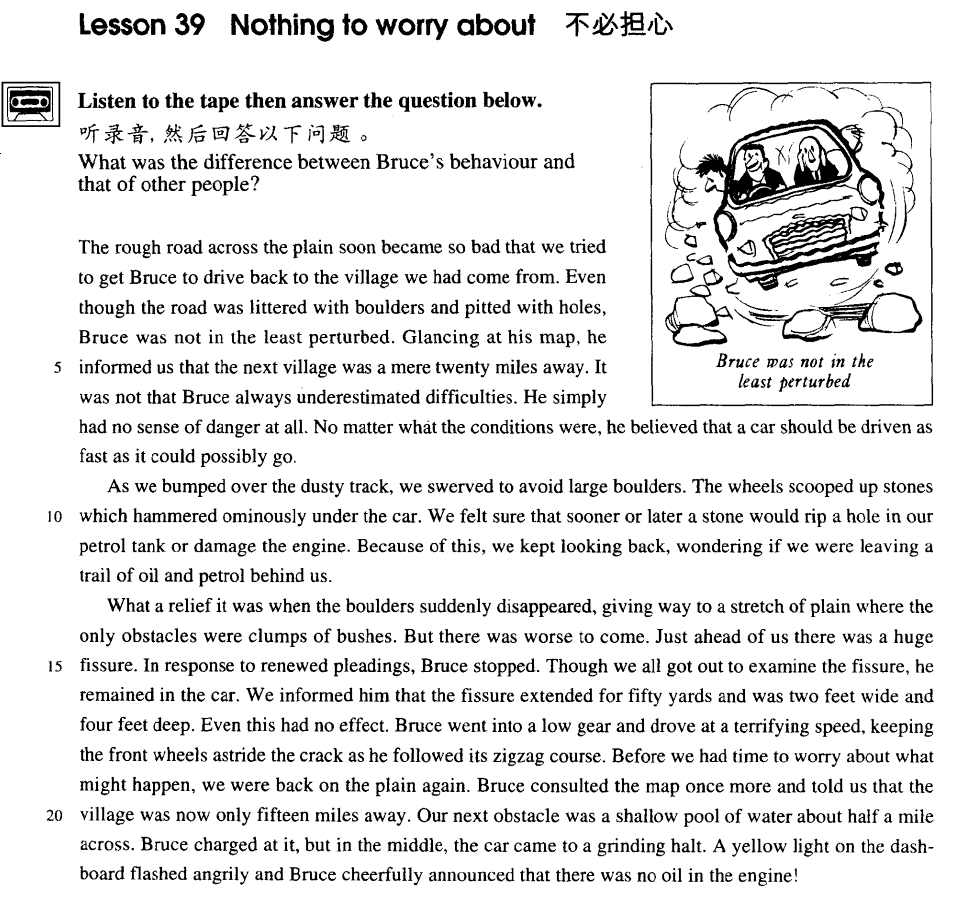 Lesson 39 Nothing to worry about 不必担心
Listen to the tape then answer the question below.
听录音,然后回答以下问题。
What was the difference between Bruce's behaviour and
that of other people?
The rough road across the plain soon became so bad that we tried
to get Bruce to drive back to the village we had come from. Even
though the road was littered with boulders and pitted with holes,
Bruce was not in the least perturbed. Glancing at his map, he
5 informed us that the next village was a mere twenty miles away. It
was not that Bruce always underestimated difficulties. He simply
had no sense of danger at all. No matter what the conditions were, he believed that a car should be driven as
fast as it could possibly go.
Bruce was not in the
least perturbed
As we bumped over the dusty track, we swerved to avoid large boulders. The wheels scooped up stones
10 which hammered ominously under the car. We felt sure that sooner or later a stone would rip a hole in our
petrol tank or damage the engine. Because of this, we kept looking back, wondering if we were leaving a
trail of oil and petrol behind us.
What a relief it was when the boulders suddenly disappeared, giving way to a stretch of plain where the
only obstacles were clumps of bushes. But there was worse to come. Just ahead of us there was a huge
15 fissure. In response to renewed pleadings, Bruce stopped. Though we all got out to examine the fissure, he
remained in the car. We informed him that the fissure extended for fifty yards and was two feet wide and
four feet deep. Even this had no effect. Bruce went into a low gear and drove at a terrifying speed, keeping
the front wheels astride the crack as he followed its zigzag course. Before we had time to worry about what
might happen, we were back on the plain again. Bruce consulted the map once more and told us that the
20 village was now only fifteen miles away. Our next obstacle was a shallow pool of water about half a mile
across. Bruce charged at it, but in the middle, the car came to a grinding halt. A yellow light on the dash-
board flashed angrily and Bruce cheerfully announced that there was no oil in the engine!